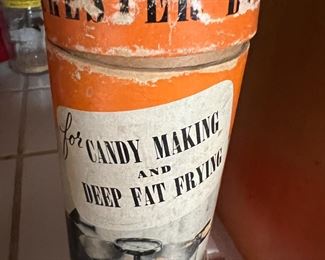 for CANDY MAKING
AND
DEEP FAT FRYING